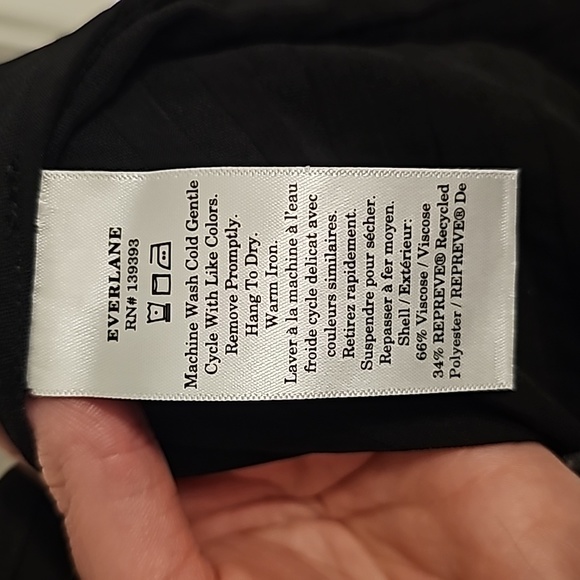 EVERLANE
RN# 139393
Machine Wash Cold Gentle
Cycle With Like Colors.
Remove Promptly.
Hang To Dry.
Warm Iron.
Laver à la machine à l'eau
froide cycle délicat avec
couleurs similaires.
Retirez rapidement.
Suspendre pour sécher.
Repasser à fer moyen.
Shell / Extérieur:
66% Viscose / Viscose
34% REPREVE® Recycled
Polyester / REPREVE® De